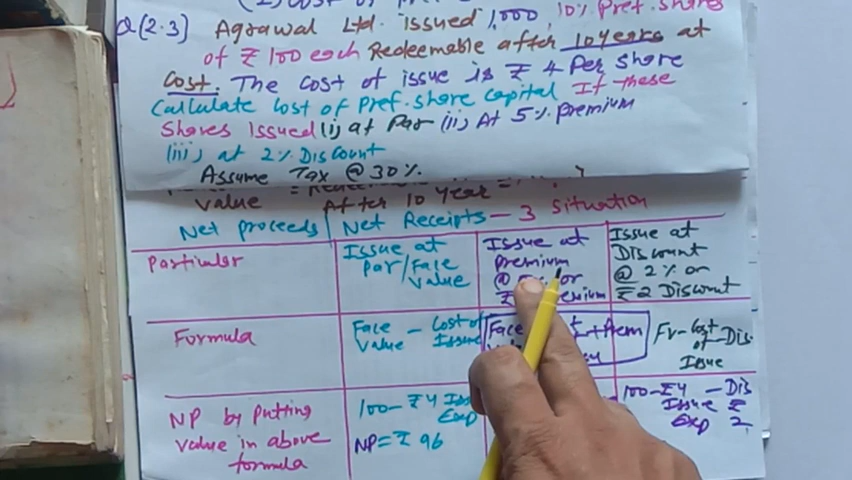 Q(2.3) Agrawal Ltd. issued 1,000, 10% Pref. shares
of ₹ 100 each Redeemable after 10 years at
Cost. The cost of issue is ₹ 4 Per share
Callulate Cost of Pref. share Capital If these
Shares Issued (i) at Par (ii) At 5% Premium
(iii) at 2% Discount
Assume Tax @ 30%.
value After 10 year =
Net proceeds | Net Receipts - 3 Situation
Particular
Issue at
Par/Face
Value
Issue at
premium
@ or
₹
Issue at
Discount
@ 2% or
₹ 2 Discount
Formula
Face Value - Cost of Issue
Face + Prem
FV - Cost of Issue - Dis
NP by putting
value in above
formula
100 - ₹4 Exp
NP = ₹ 96
100 - ₹4 Issue Exp - Dis ₹ 2